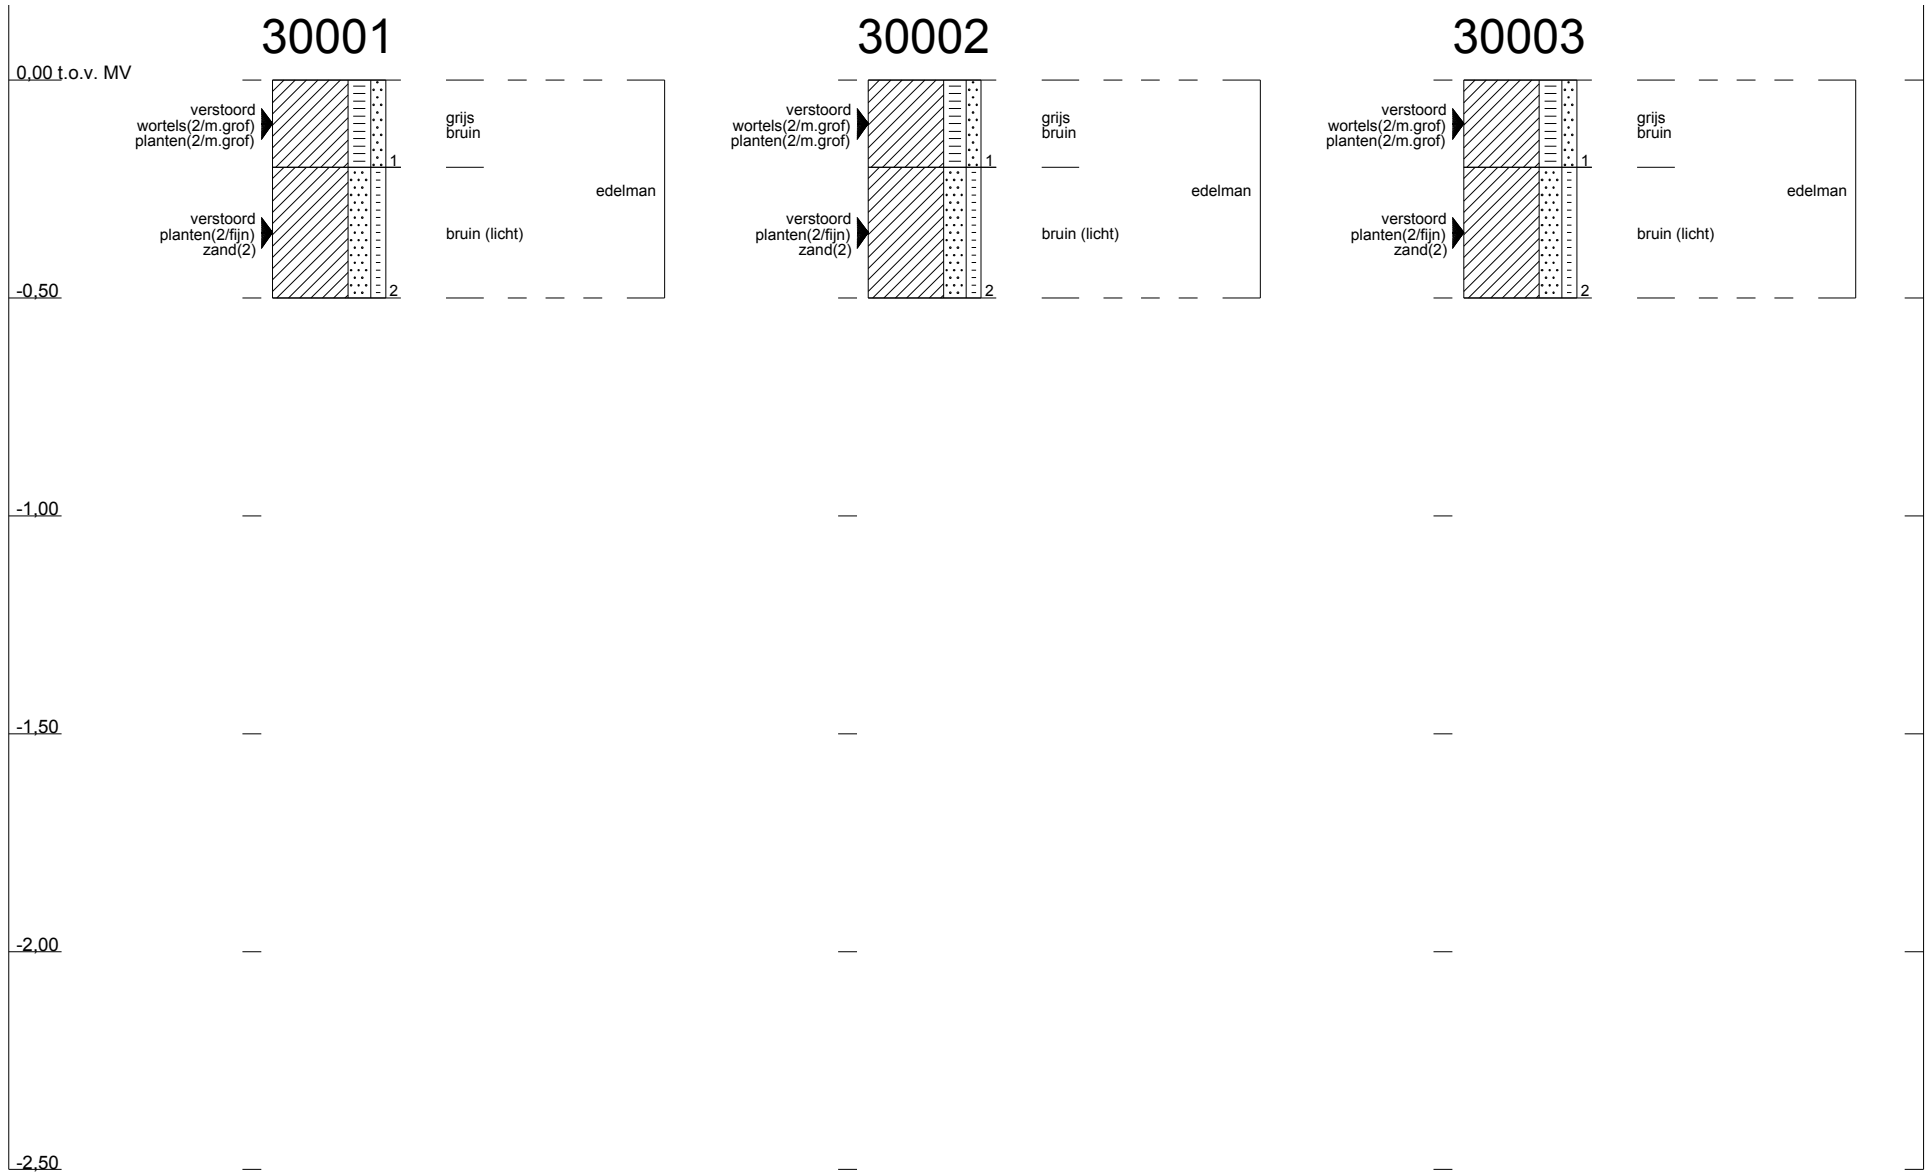 30001
30002
30003
0,00 t.o.v. MV
verstoord
wortels(2/m.grof)
planten(2/m.grof)
grijs
bruin
1
verstoord
planten(2/fijn)
zand(2)
bruin (licht)
edelman
2
verstoord
wortels(2/m.grof)
planten(2/m.grof)
grijs
bruin
1
verstoord
planten(2/fijn)
zand(2)
bruin (licht)
edelman
2
verstoord
wortels(2/m.grof)
planten(2/m.grof)
grijs
bruin
1
verstoord
planten(2/fijn)
zand(2)
bruin (licht)
edelman
2
-0,50
-1,00
-1,50
-2,00
-2,50